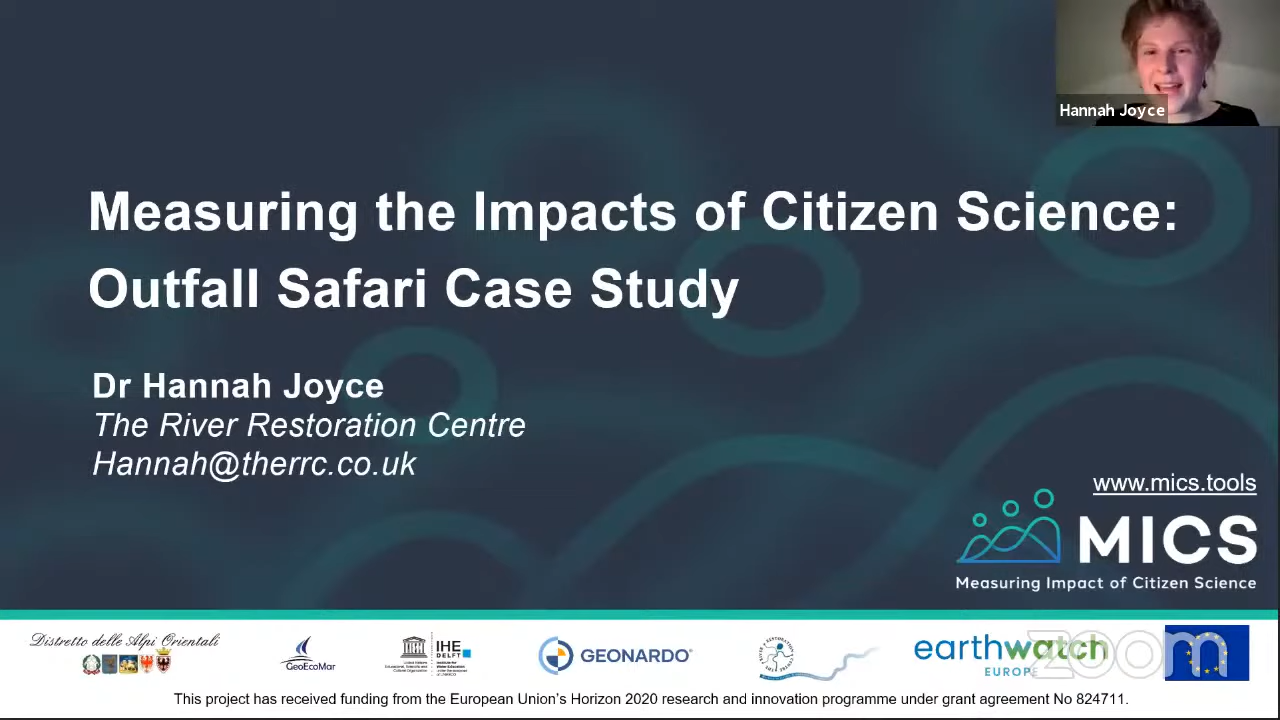 Hannah Joyce
Measuring the Impacts of Citizen Science:
Outfall Safari Case Study
Dr Hannah Joyce
The River Restoration Centre
Hannah@therrc.co.uk
www.mics.tools
MICS
Measuring Impact of Citizen Science
Distretto delle Alpi Orientali
GeoEcoMar
IHE
DELFT
GEONARDO
earthwatch
EUROPE
zoom
This project has received funding from the European Union's Horizon 2020 research and innovation programme under grant agreement No 824711.